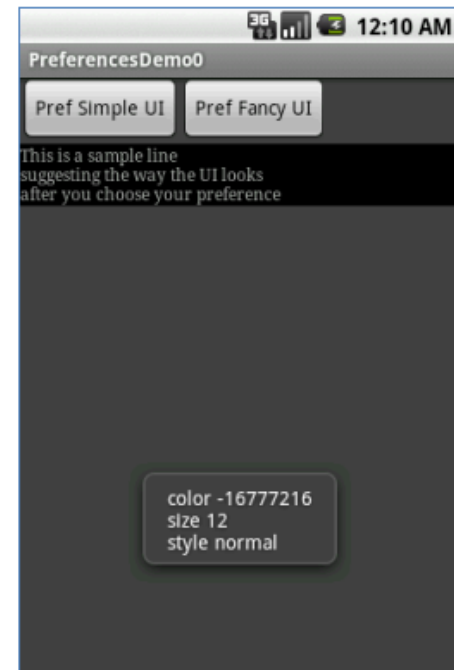 3G 12:10 AM
PreferencesDemo0
Pref Simple UI Pref Fancy UI
This is a sample line
suggesting the way the UI looks
after you choose your preference
color -16777216
size 12
style normal